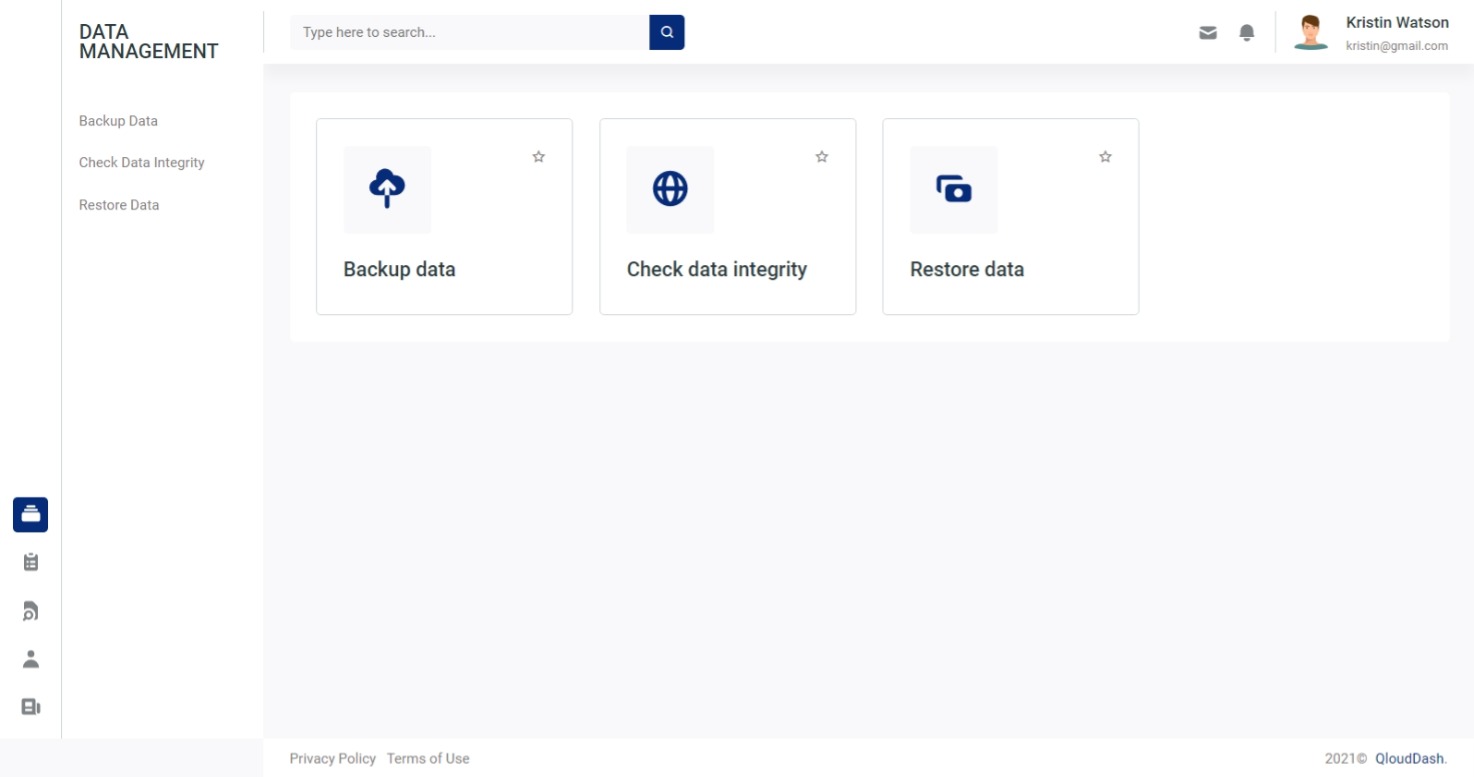 DATA
MANAGEMENT
Type here to search...
Kristin Watson
kristin@gmail.com
Backup Data
Check Data Integrity
Restore Data
Backup data
Check data integrity
Restore data
Privacy Policy Terms of Use
2021© QloudDash.